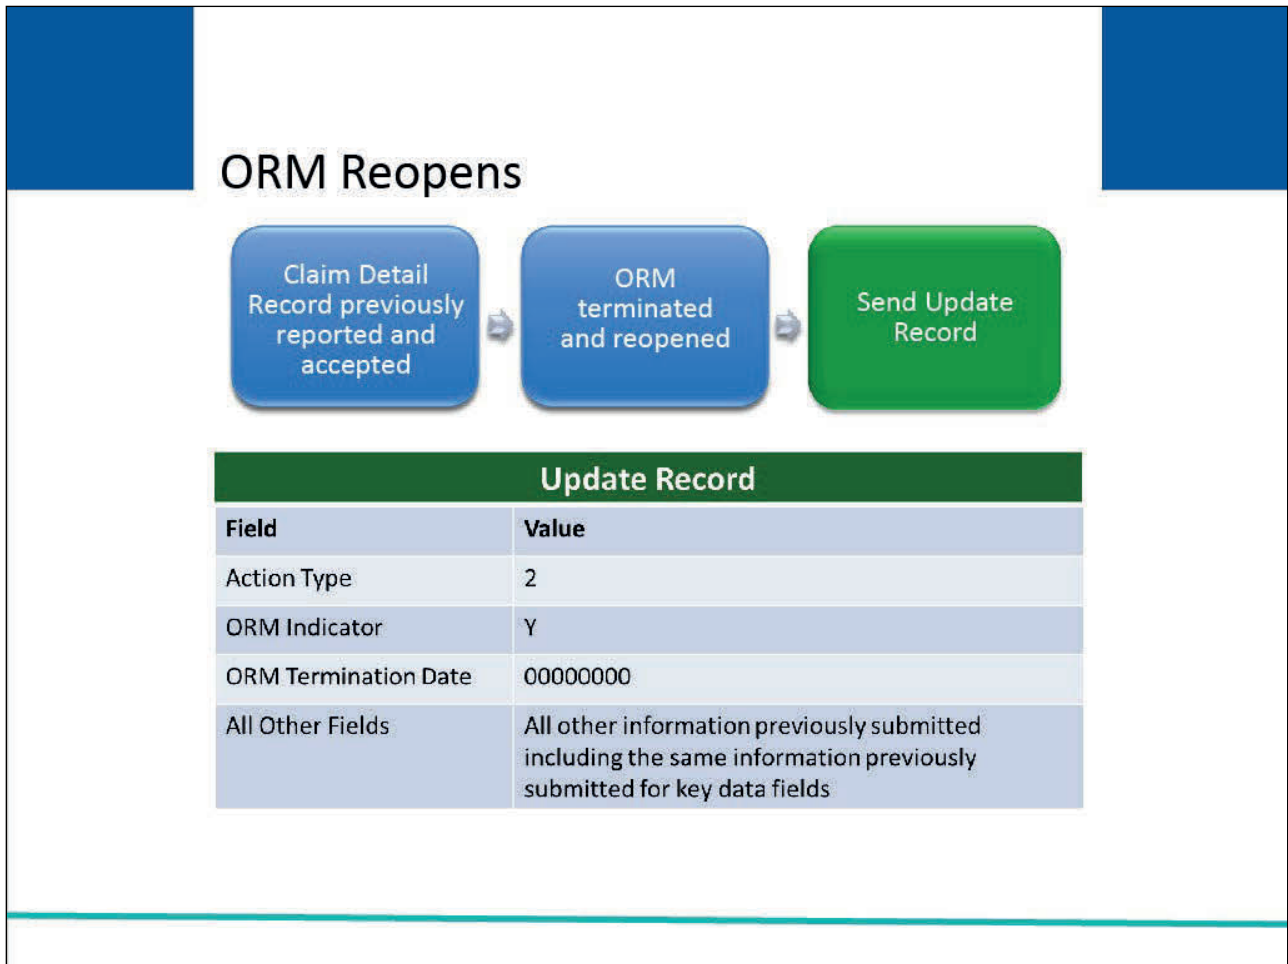 ORM Reopens
Claim Detail
Record previously
reported and
accepted
ORM
terminated
and reopened
Send Update
Record
Update Record
Field Value
Action Type 2
ORM Indicator Y
ORM Termination Date 00000000
All Other Fields All other information previously submitted
including the same information previously
submitted for key data fields